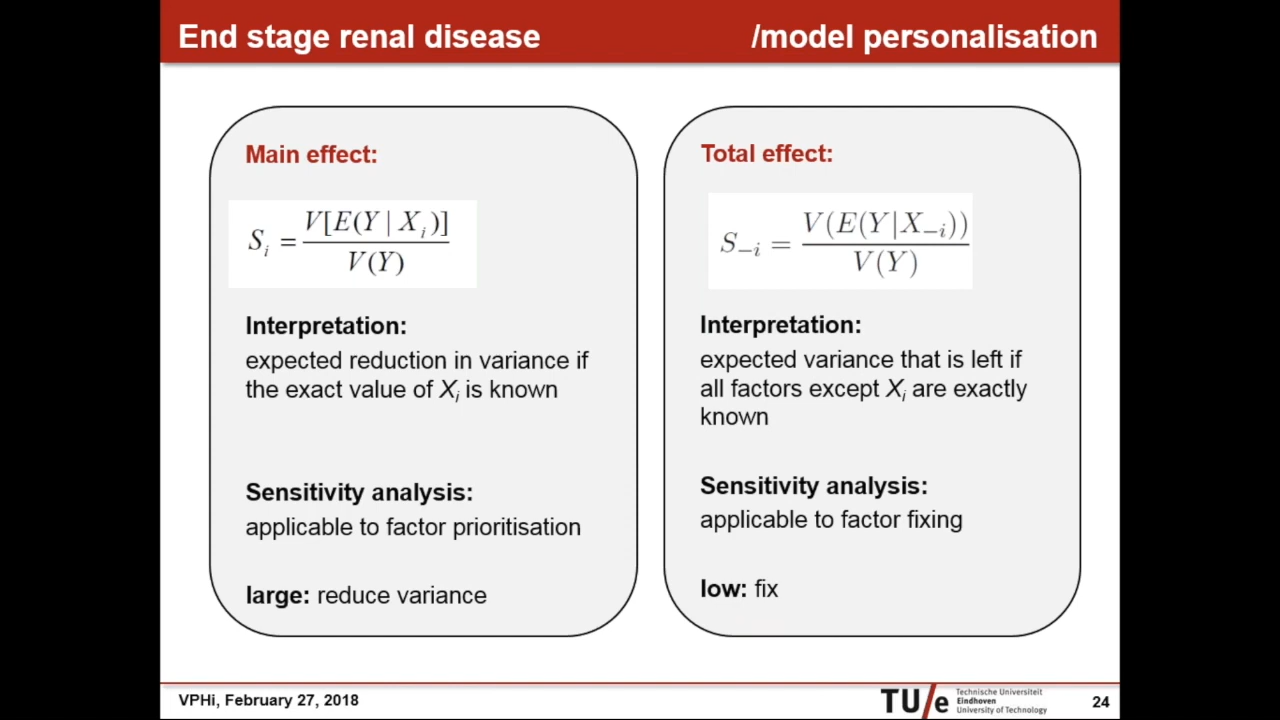 End stage renal disease /model personalisation
Main effect:
S_i = V[E(Y | X_i)] / V(Y)
Interpretation:
expected reduction in variance if
the exact value of X_i is known
Sensitivity analysis:
applicable to factor prioritisation
large: reduce variance
Total effect:
S_{-i} = V(E(Y|X_{-i})) / V(Y)
Interpretation:
expected variance that is left if
all factors except X_i are exactly
known
Sensitivity analysis:
applicable to factor fixing
low: fix
VPHi, February 27, 2018
TU/e
Technische Universiteit
Eindhoven
University of Technology
24